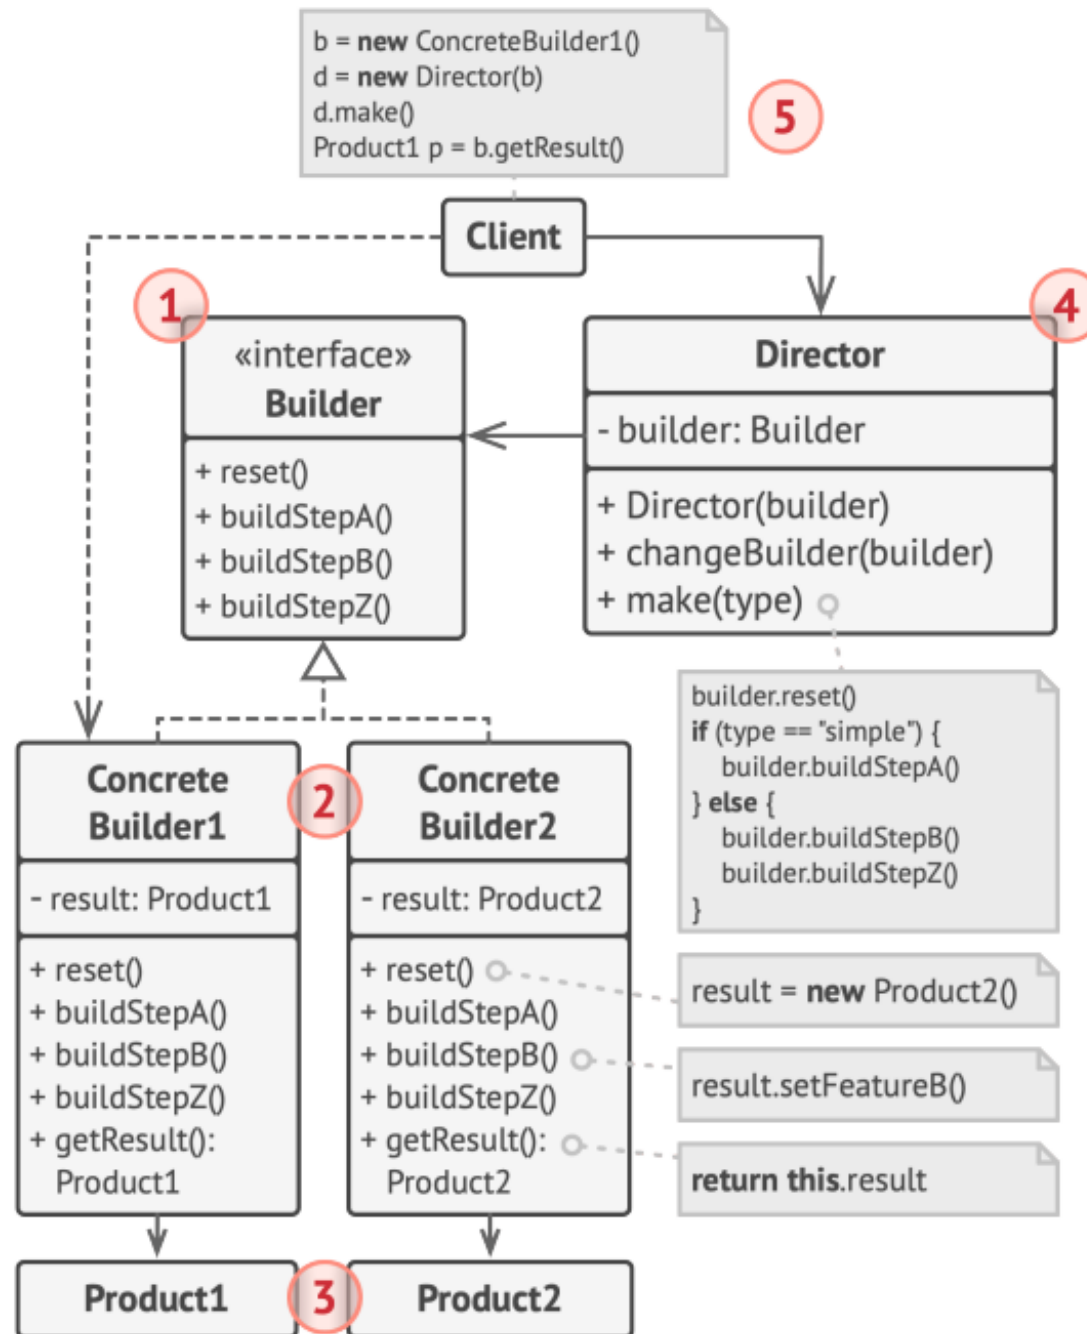 b = new ConcreteBuilder1()
d = new Director(b)
d.make()
Product1 p = b.getResult()
5
Client
1
«interface»
Builder
+ reset()
+ buildStepA()
+ buildStepB()
+ buildStepZ()
4
Director
- builder: Builder
+ Director(builder)
+ changeBuilder(builder)
+ make(type)
builder.reset()
if (type == "simple") {
builder.buildStepA()
} else {
builder.buildStepB()
builder.buildStepZ()
}
2
Concrete
Builder1
- result: Product1
+ reset()
+ buildStepA()
+ buildStepB()
+ buildStepZ()
+ getResult():
Product1
Concrete
Builder2
- result: Product2
+ reset()
+ buildStepA()
+ buildStepB()
+ buildStepZ()
+ getResult():
Product2
result = new Product2()
result.setFeatureB()
return this.result
Product1
3
Product2